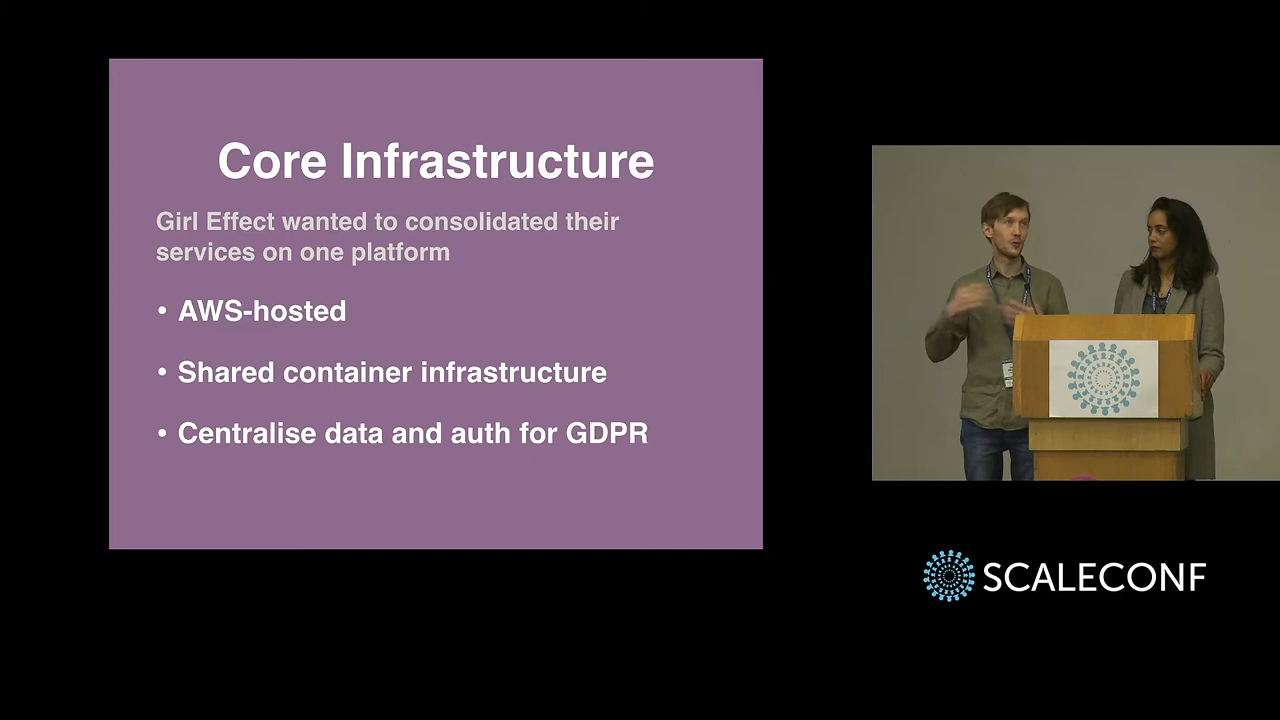 Core Infrastructure
Girl Effect wanted to consolidated their
services on one platform
• AWS-hosted
• Shared container infrastructure
• Centralise data and auth for GDPR
SCALECONF